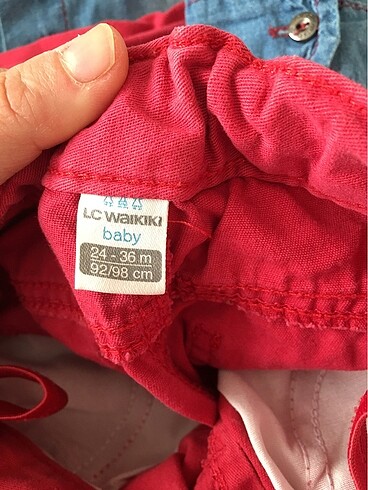 LC WAIKIKI
baby
24 - 36 m
92/98 cm